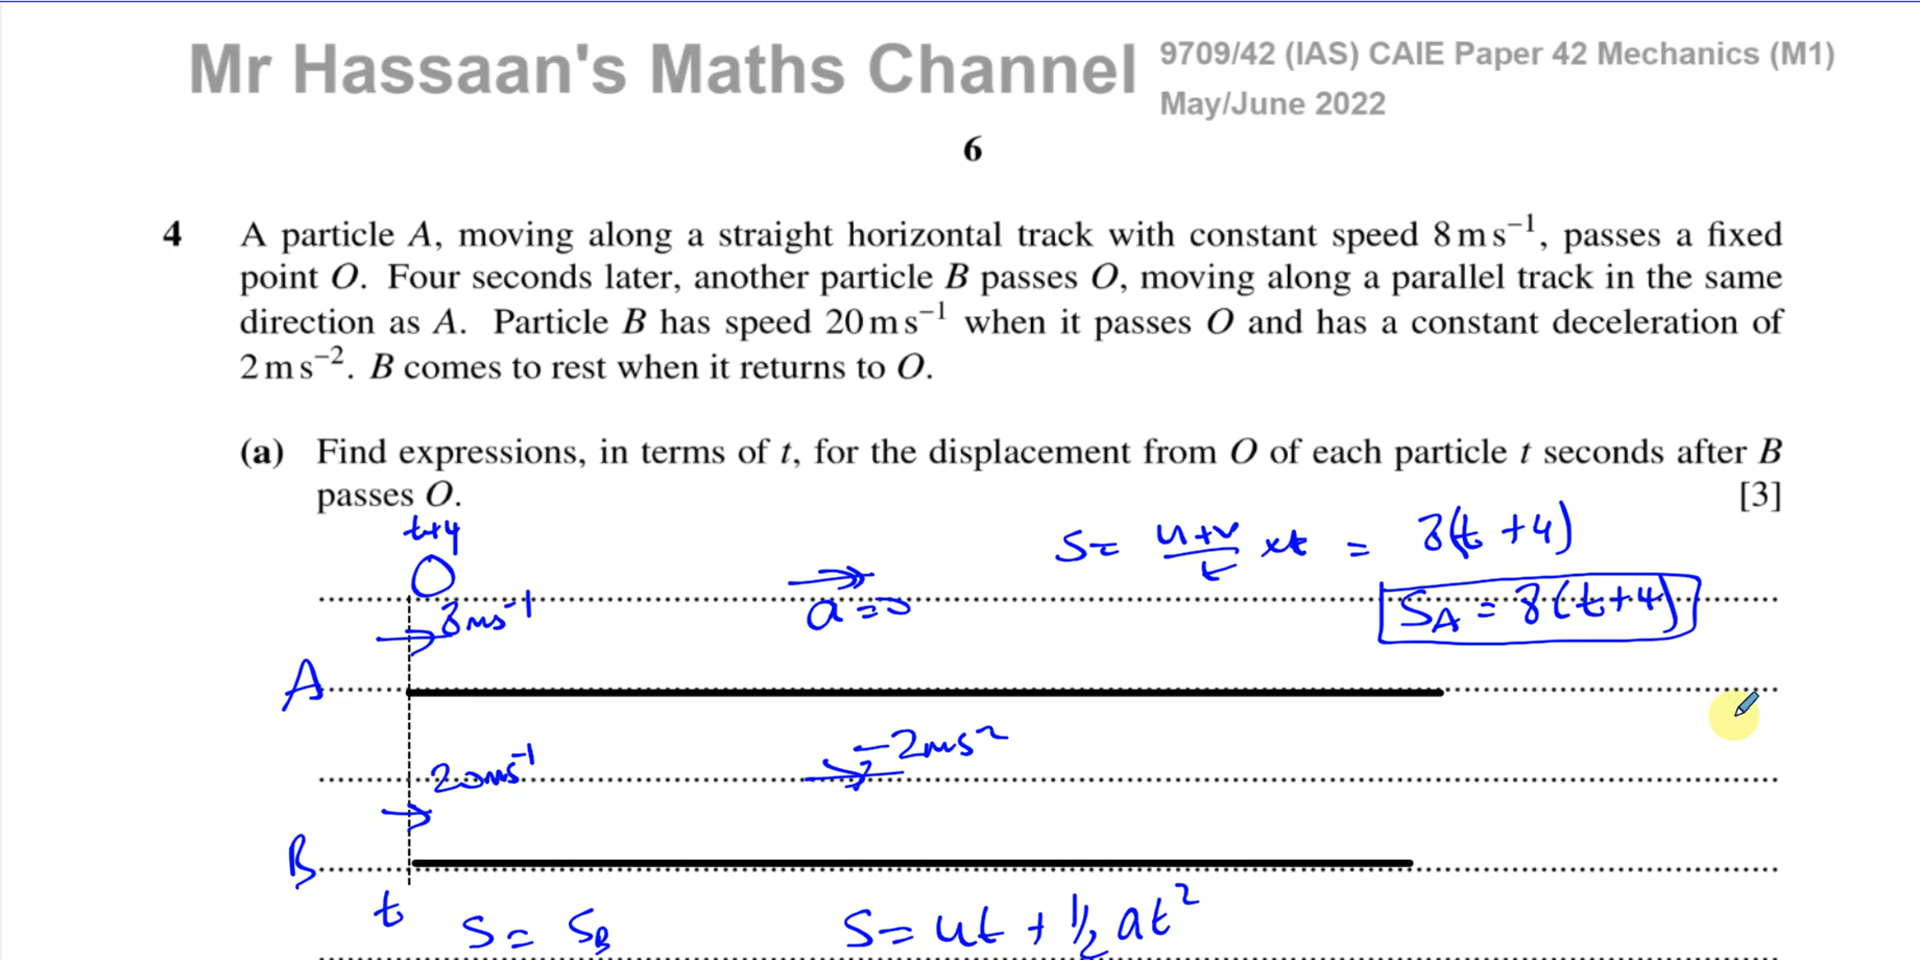 Mr Hassaan's Maths Channel
9709/42 (IAS) CAIE Paper 42 Mechanics (M1)
May/June 2022
6
4 A particle A, moving along a straight horizontal track with constant speed 8 m s⁻¹, passes a fixed
point O. Four seconds later, another particle B passes O, moving along a parallel track in the same
direction as A. Particle B has speed 20 m s⁻¹ when it passes O and has a constant deceleration of
2 m s⁻². B comes to rest when it returns to O.
(a) Find expressions, in terms of t, for the displacement from O of each particle t seconds after B
passes O. [3]
t+4
S = (u+v)/2 × t = 8(t+4)
O
8ms⁻¹
a=0
S_A = 8(t+4)
A
20ms⁻¹
-2ms²
B
t
S = S_B
S = ut + 1/2 at²